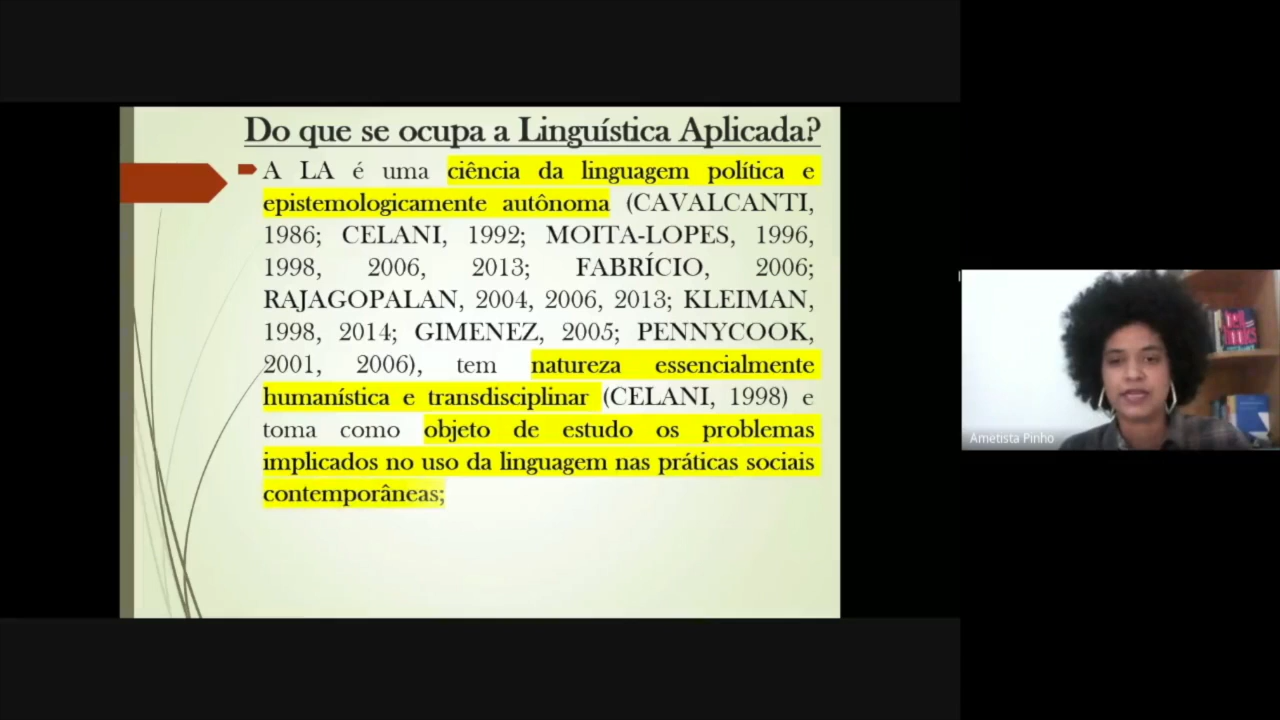 Do que se ocupa a Linguística Aplicada?
A LA é uma ciência da linguagem política e
epistemologicamente autônoma (CAVALCANTI,
1986; CELANI, 1992; MOITA-LOPES, 1996,
1998, 2006, 2013; FABRÍCIO, 2006;
RAJAGOPALAN, 2004, 2006, 2013; KLEIMAN,
1998, 2014; GIMENEZ, 2005; PENNYCOOK,
2001, 2006), tem natureza essencialmente
humanística e transdisciplinar (CELANI, 1998) e
toma como objeto de estudo os problemas
implicados no uso da linguagem nas práticas sociais
contemporâneas;
Ametista Pinho